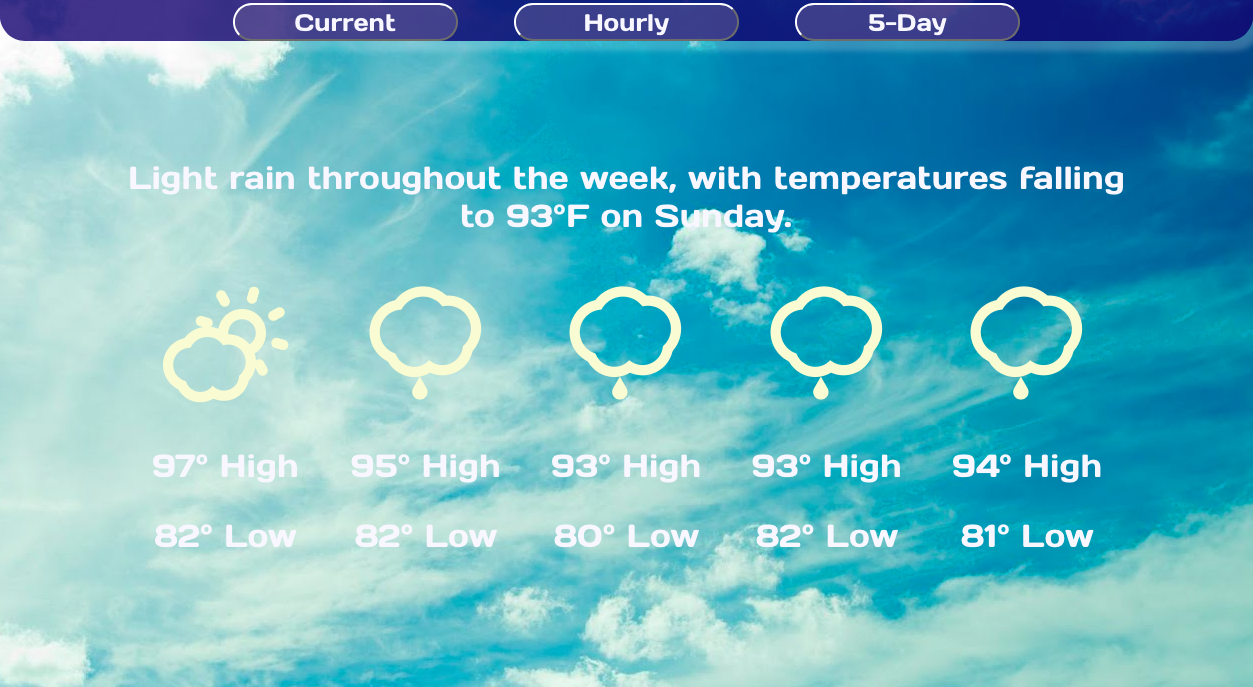 Current Hourly 5-Day
Light rain throughout the week, with temperatures falling
to 93°F on Sunday.
97° High 95° High 93° High 93° High 94° High
82° Low 82° Low 80° Low 82° Low 81° Low